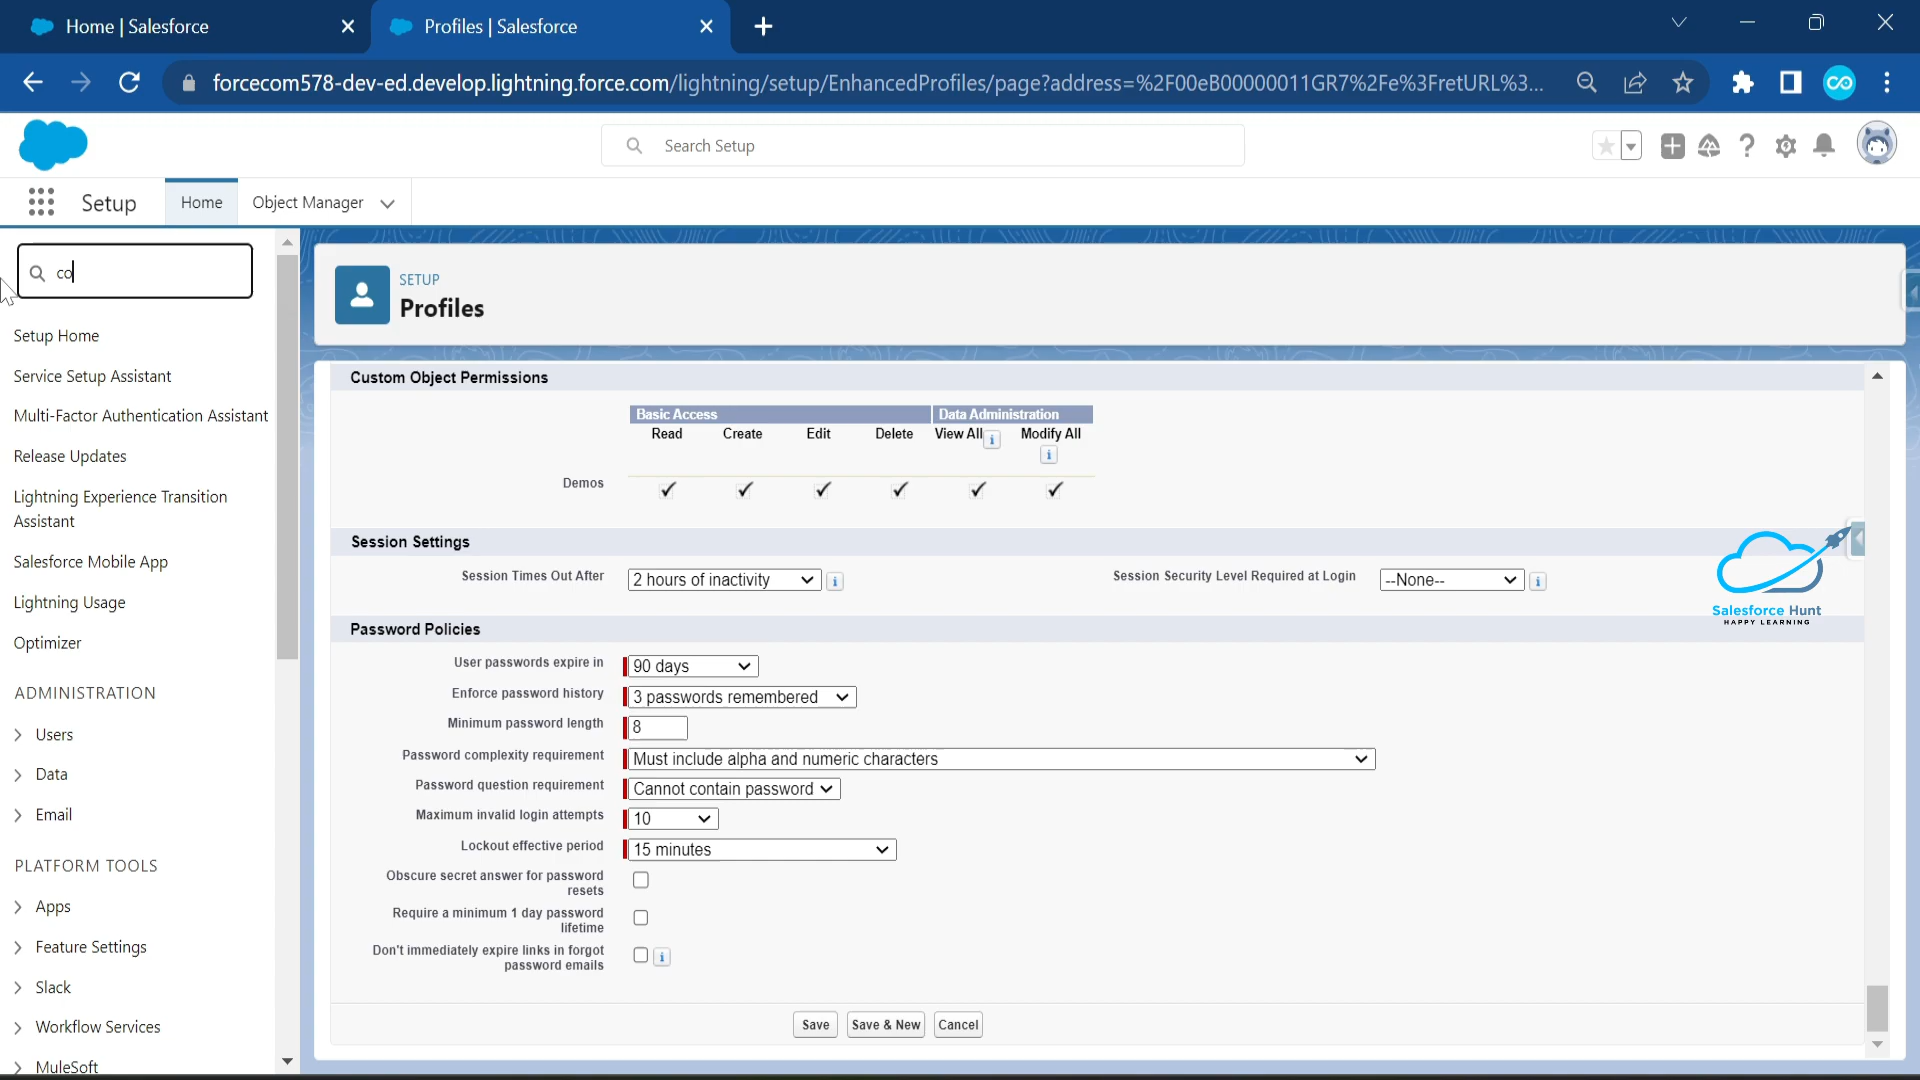 Home | Salesforce
Profiles | Salesforce
forcecom578-dev-ed.develop.lightning.force.com/lightning/setup/EnhancedProfiles/page?address=%2F00eB00000011GR7%2Fe%3FretURL%3...
Search Setup
Setup
Home
Object Manager
co
Setup Home
Service Setup Assistant
Multi-Factor Authentication Assistant
Release Updates
Lightning Experience Transition
Assistant
Salesforce Mobile App
Lightning Usage
Optimizer
ADMINISTRATION
Users
Data
Email
PLATFORM TOOLS
Apps
Feature Settings
Slack
Workflow Services
MuleSoft
SETUP
Profiles
Custom Object Permissions
Basic Access
Data Administration
Read Create Edit Delete View All Modify All
Demos
Session Settings
Session Times Out After 2 hours of inactivity
Session Security Level Required at Login --None--
Password Policies
User passwords expire in 90 days
Enforce password history 3 passwords remembered
Minimum password length 8
Password complexity requirement Must include alpha and numeric characters
Password question requirement Cannot contain password
Maximum invalid login attempts 10
Lockout effective period 15 minutes
Obscure secret answer for password
resets
Require a minimum 1 day password
lifetime
Don't immediately expire links in forgot
password emails
Save Save & New Cancel
Salesforce Hunt
HAPPY LEARNING